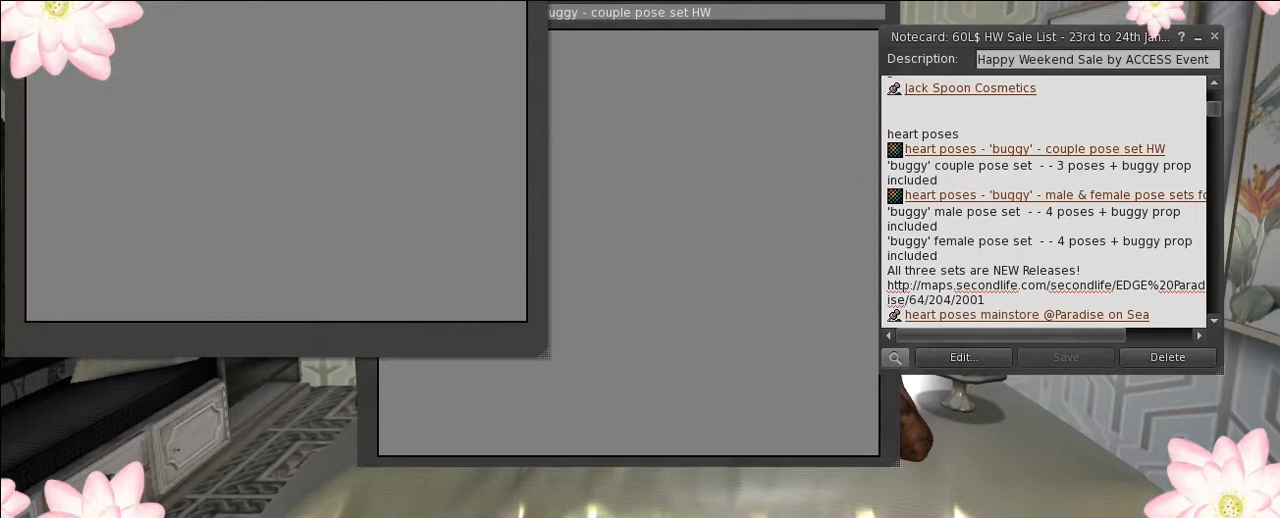 uggy - couple pose set HW
Notecard: 60L$ HW Sale List - 23rd to 24th Jan...
Description: Happy Weekend Sale by ACCESS Event
Jack Spoon Cosmetics
heart poses
heart poses - 'buggy' - couple pose set HW
'buggy' couple pose set - - 3 poses + buggy prop
included
heart poses - 'buggy' - male & female pose sets fo
'buggy' male pose set - - 4 poses + buggy prop
included
'buggy' female pose set - - 4 poses + buggy prop
included
All three sets are NEW Releases!
http://maps.secondlife.com/secondlife/EDGE%20Parad
ise/64/204/2001
heart poses mainstore @Paradise on Sea
Edit... Save Delete